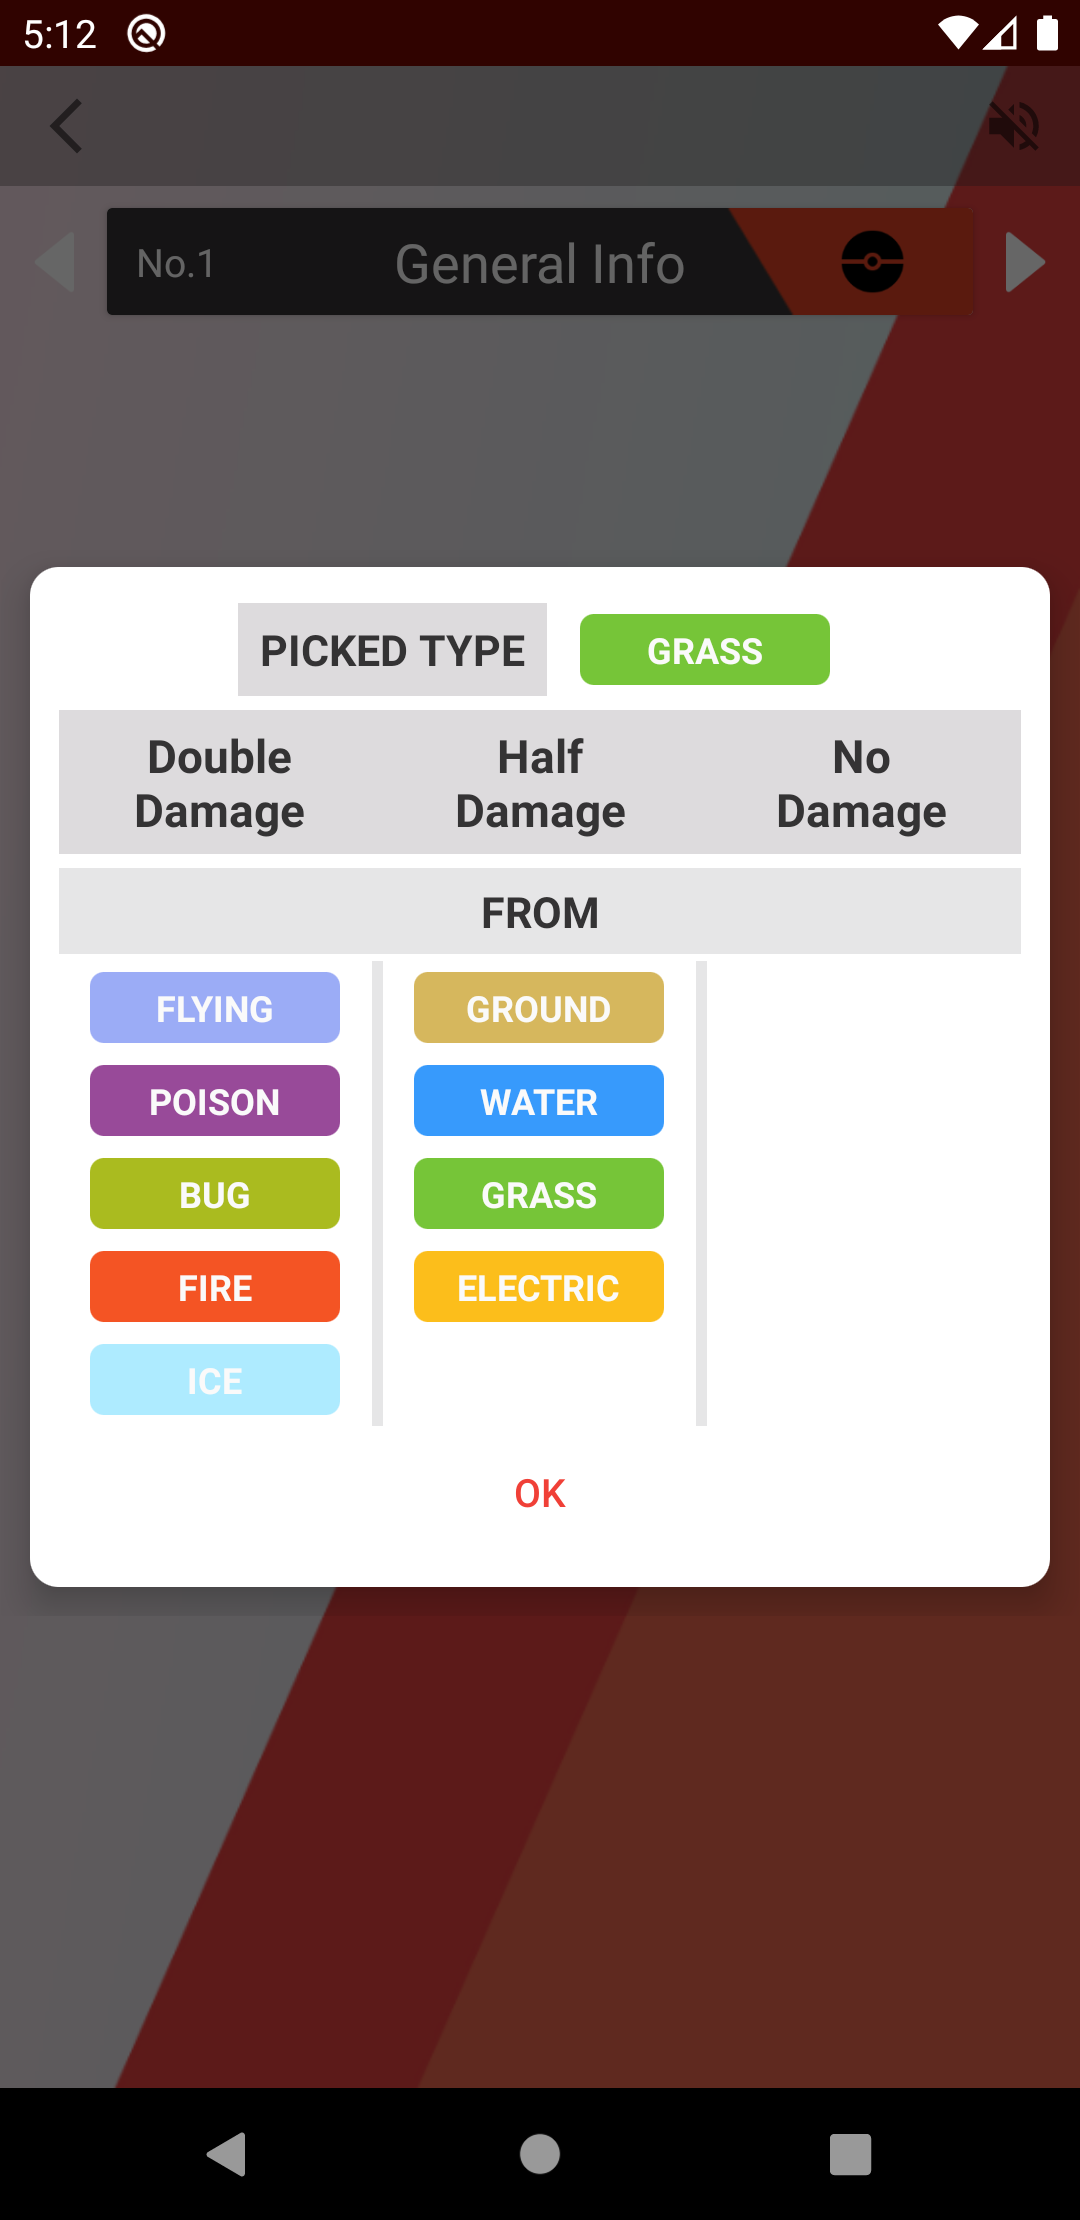 5:12
No.1
General Info
PICKED TYPE
GRASS
Double
Damage
Half
Damage
No
Damage
FROM
FLYING
GROUND
POISON
WATER
BUG
GRASS
FIRE
ELECTRIC
ICE
OK